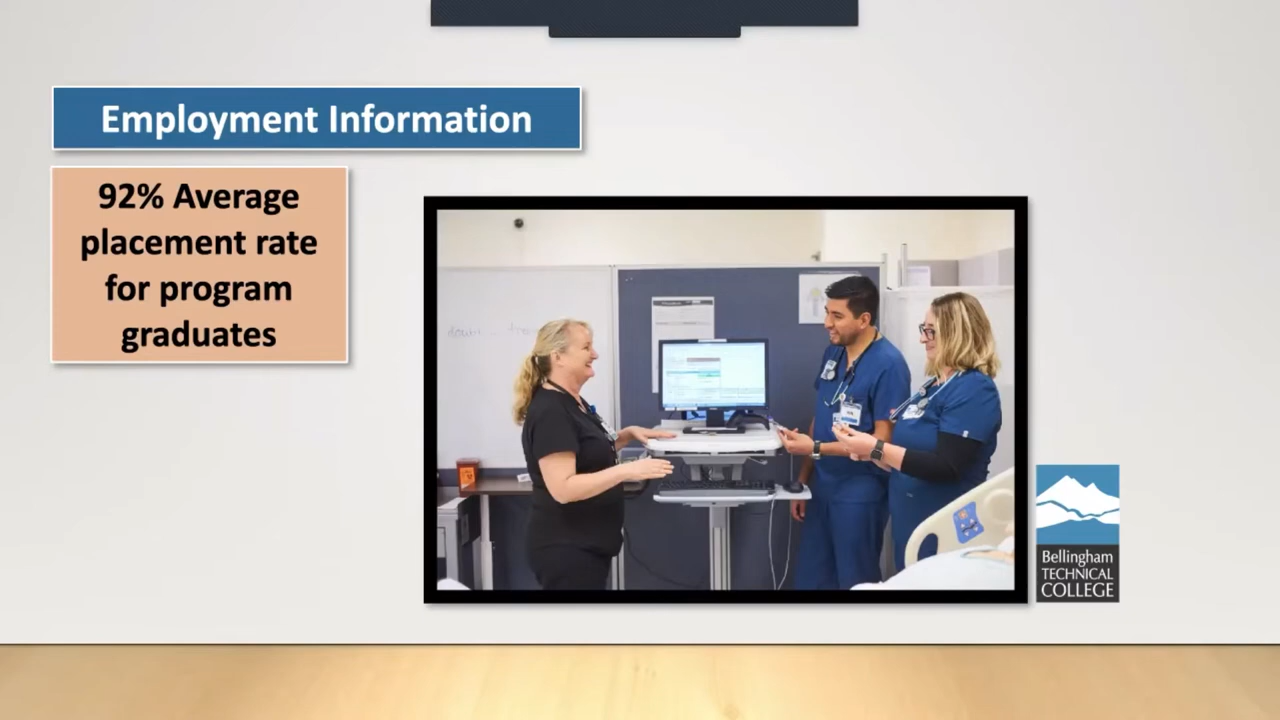 Employment Information
92% Average
placement rate
for program
graduates
Bellingham
TECHNICAL
COLLEGE